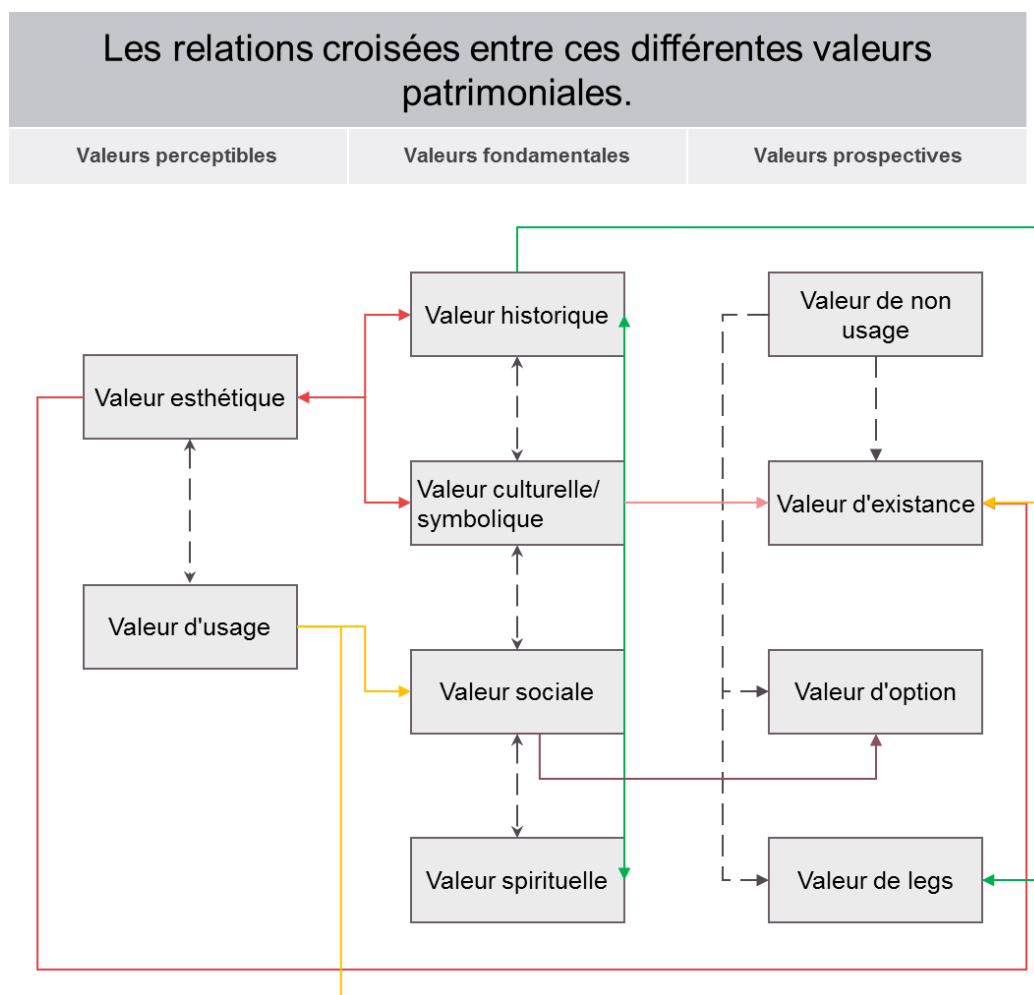 Les relations croisées entre ces différentes valeurs
patrimoniales.
Valeurs perceptibles
Valeurs fondamentales
Valeurs prospectives
Valeur historique
Valeur de non
usage
Valeur esthétique
Valeur culturelle/
symbolique
Valeur d'existance
Valeur d'usage
Valeur sociale
Valeur d'option
Valeur spirituelle
Valeur de legs